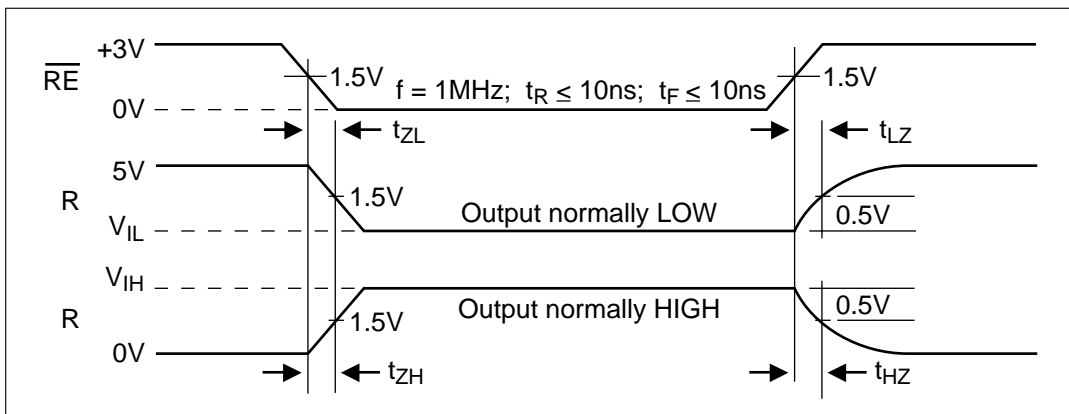 +3V
RE
1.5V
f = 1MHz; tR ≤ 10ns; tF ≤ 10ns
1.5V
0V
tZL
tLZ
5V
R
1.5V
Output normally LOW
0.5V
VIL
VIH
R
1.5V
Output normally HIGH
0.5V
0V
tZH
tHZ